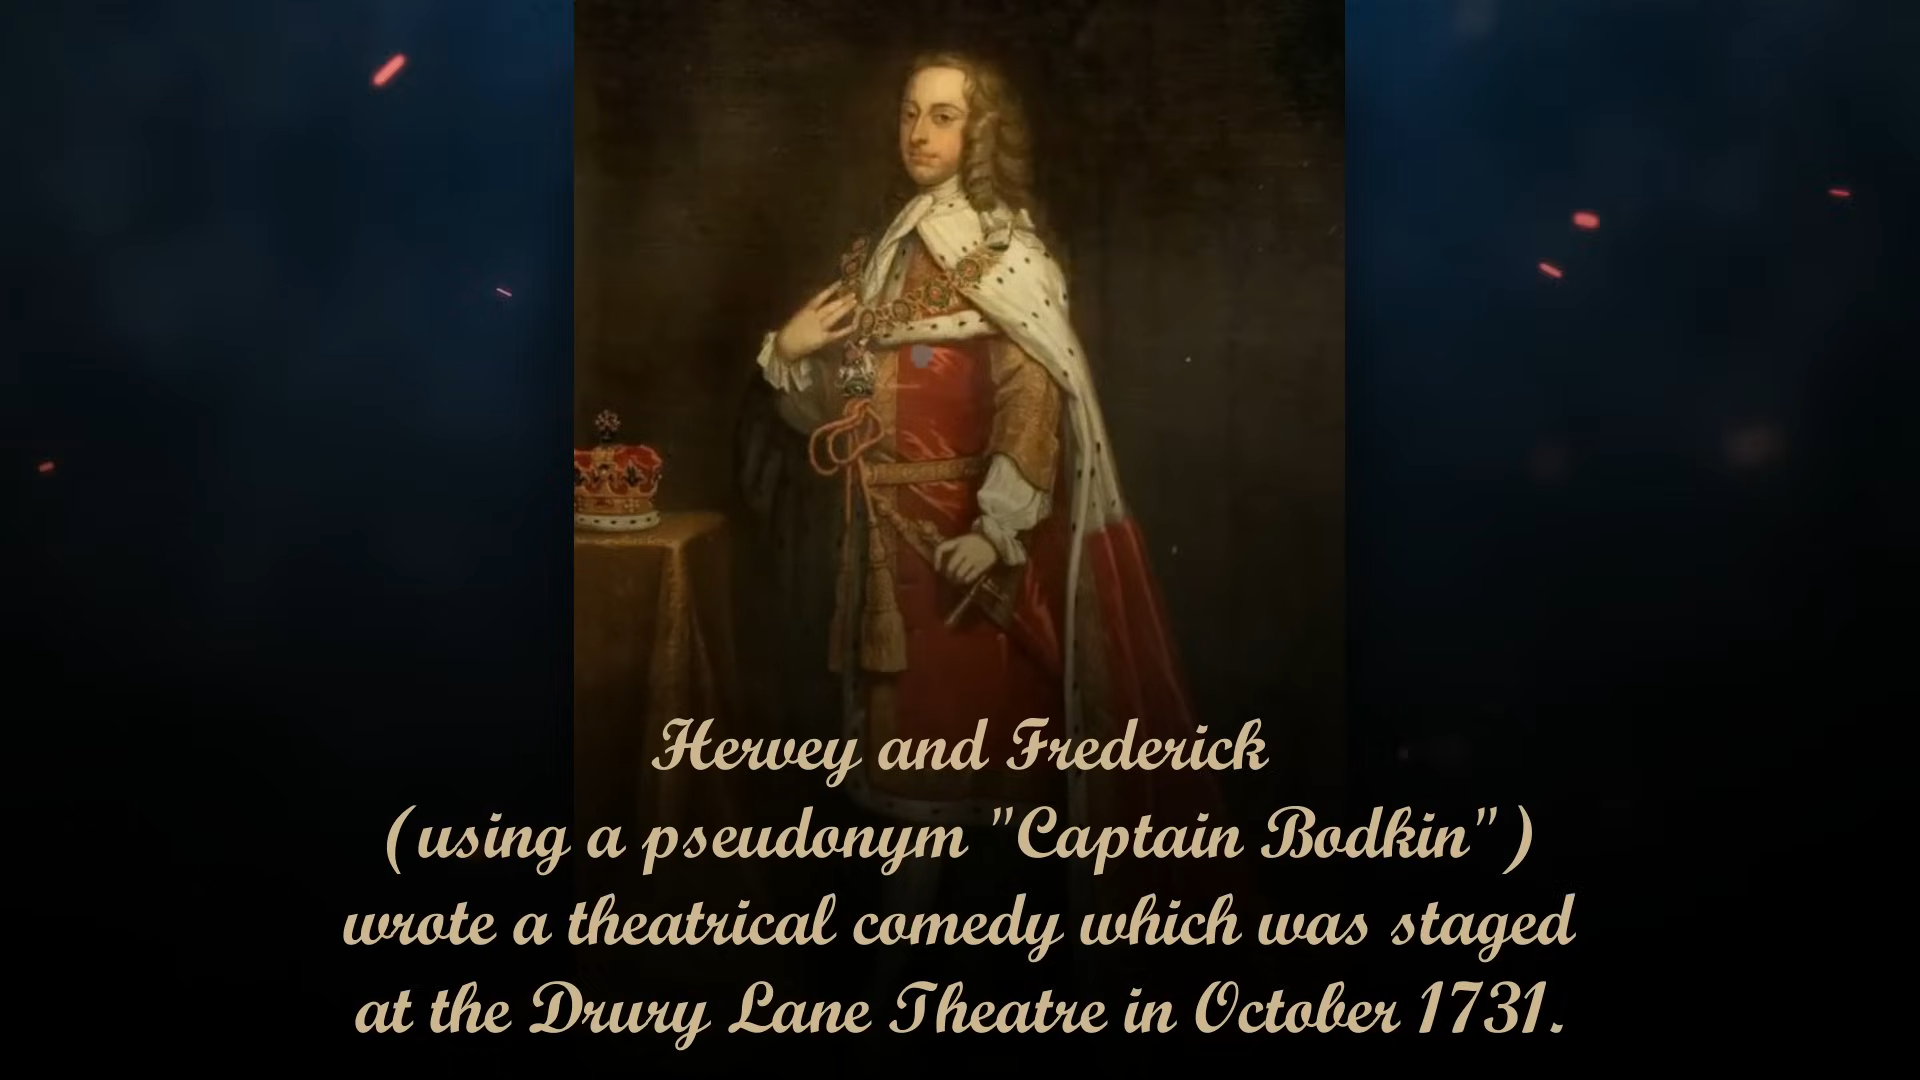 Hervey and Frederick
(using a pseudonym "Captain Bodkin")
wrote a theatrical comedy which was staged
at the Drury Lane Theatre in October 1731.